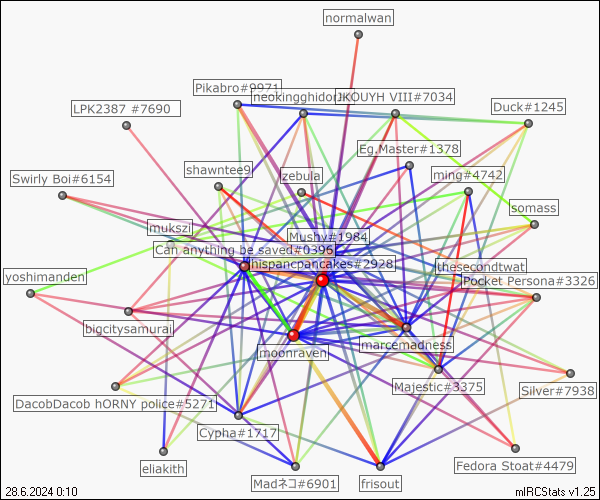 normalwan
Pikabro#9971
neokingghidorah
JKOUYH VIII#7034
LPK2387 #7690
Duck#1245
Eg.Master#1378
shawntee9
zebula
ming#4742
Swirly Boi#6154
somass
mukszi
Mushy#1984
Can anything be saved#0396
hispancpancakes#2928
thesecondtwat
yoshimanden
Pocket Persona#3326
bigcitysamurai
marcemadness
moonraven
Majestic#3375
Silver#7938
DacobDacob hORNY police#5271
Cypha#1717
eliakith
Fedora Stoat#4479
Madネコ#6901
frisout
28.6.2024 0:10
mIRCStats v1.25